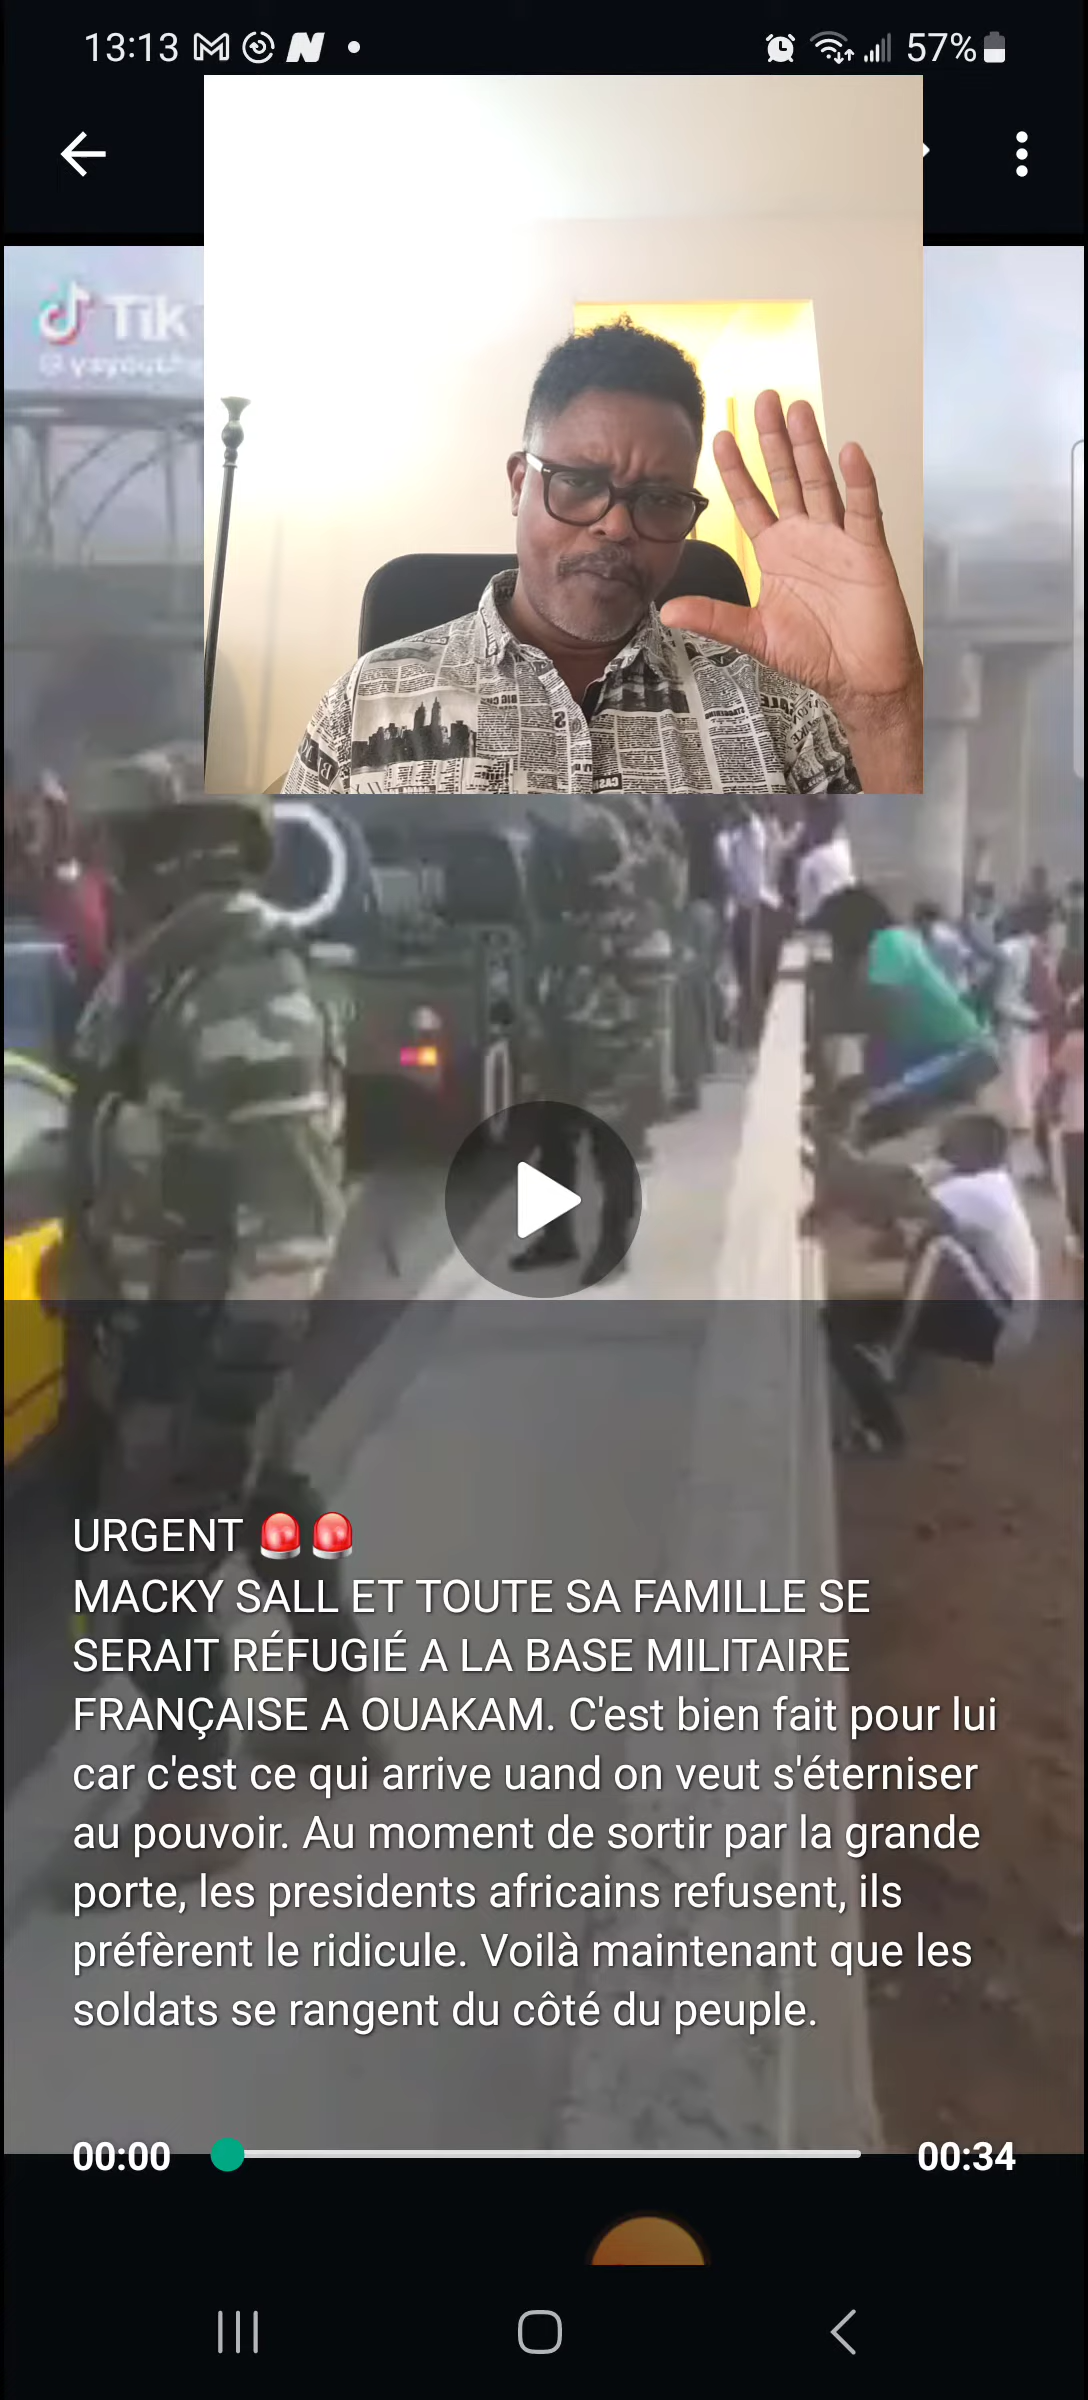 13:13
57%
Tik
URGENT 🚨🚨
MACKY SALL ET TOUTE SA FAMILLE SE
SERAIT RÉFUGIÉ A LA BASE MILITAIRE
FRANÇAISE A OUAKAM. C'est bien fait pour lui
car c'est ce qui arrive uand on veut s'éterniser
au pouvoir. Au moment de sortir par la grande
porte, les presidents africains refusent, ils
préfèrent le ridicule. Voilà maintenant que les
soldats se rangent du côté du peuple.
00:00
00:34